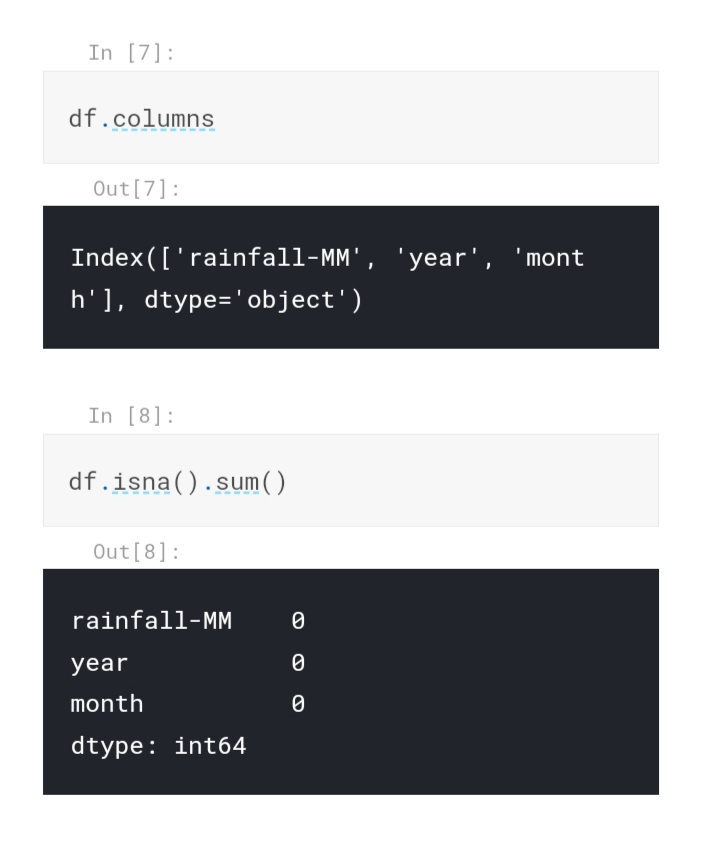 In [7]:
df.columns
Out[7]:
Index(['rainfall-MM', 'year', 'mont
h'], dtype='object')
In [8]:
df.isna().sum()
Out[8]:
rainfall-MM    0
year           0
month          0
dtype: int64